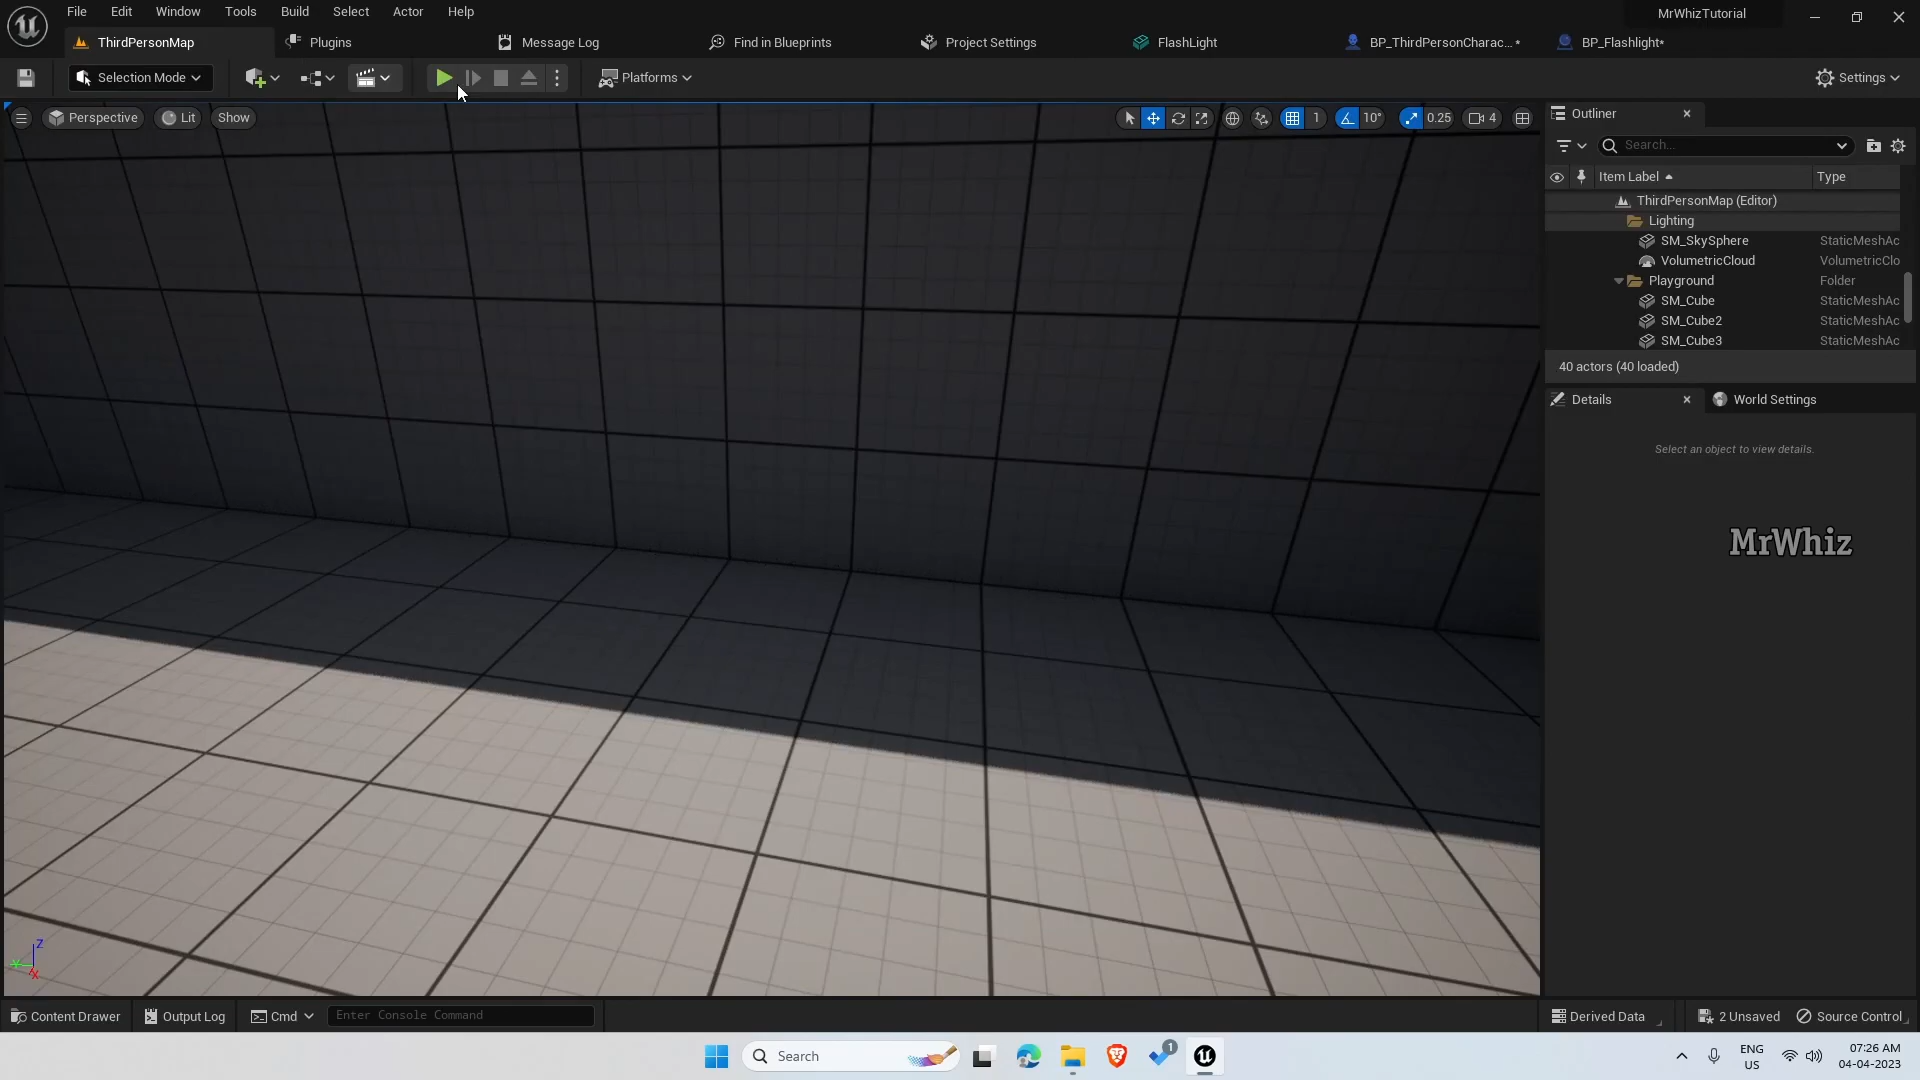 File Edit Window Tools Build Select Actor Help MrWhizTutorial
ThirdPersonMap Plugins Message Log Find in Blueprints Project Settings FlashLight BP_ThirdPersonCharac...* BP_Flashlight*
Selection Mode Platforms Settings
Perspective Lit Show 1 10° 0.25 4
Outliner
Search...
Item Label Type
ThirdPersonMap (Editor)
Lighting
SM_SkySphere StaticMeshAc
VolumetricCloud VolumetricClo
Playground Folder
SM_Cube StaticMeshAc
SM_Cube2 StaticMeshAc
SM_Cube3 StaticMeshAc
40 actors (40 loaded)
Details World Settings
Select an object to view details.
MrWhiz
Z
Y
X
Content Drawer Output Log Cmd Enter Console Command Derived Data 2 Unsaved Source Control
Search 1 ENG US 07:26 AM
04-04-2023